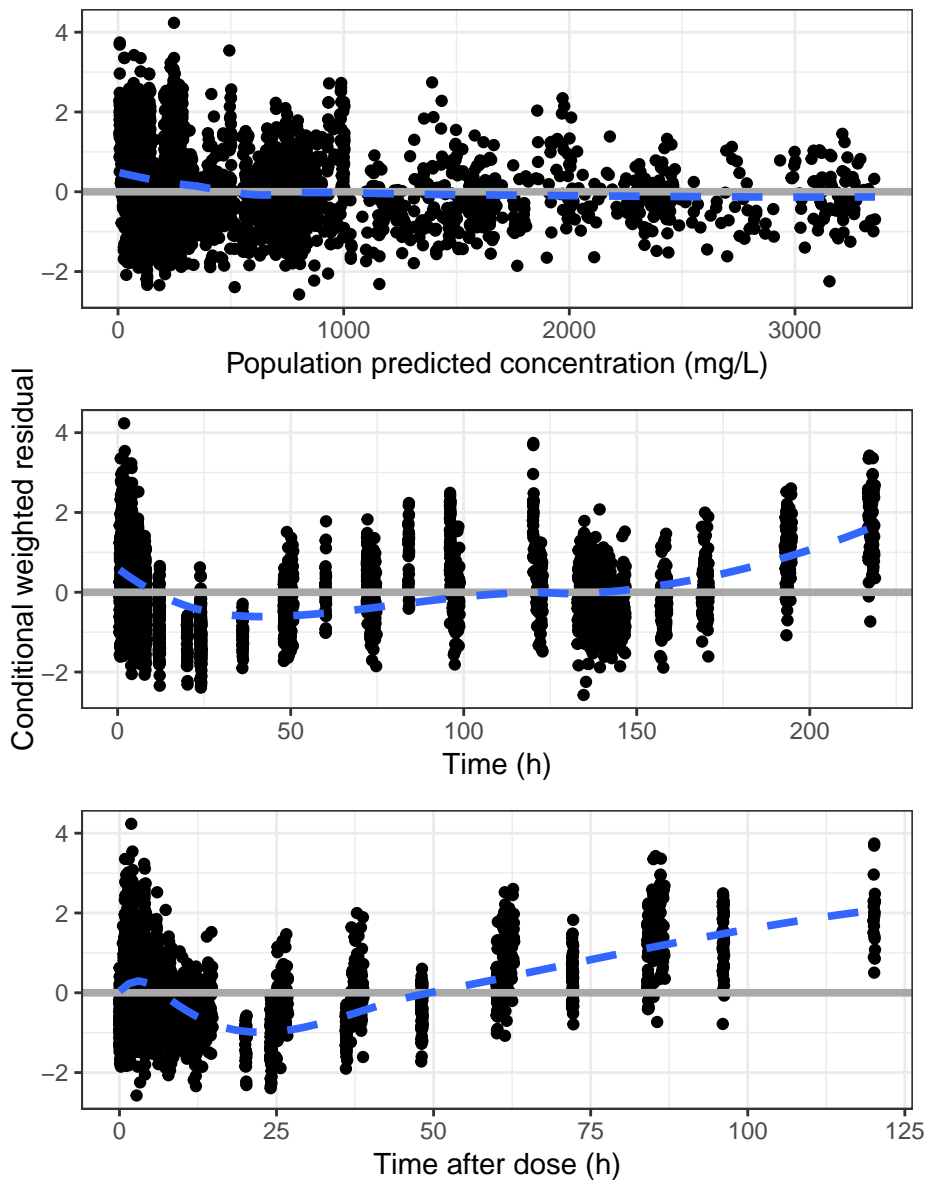 Conditional weighted residual
4
2
0
−2
0 1000 2000 3000
Population predicted concentration (mg/L)
4
2
0
−2
0 50 100 150 200
Time (h)
4
2
0
−2
0 25 50 75 100 125
Time after dose (h)